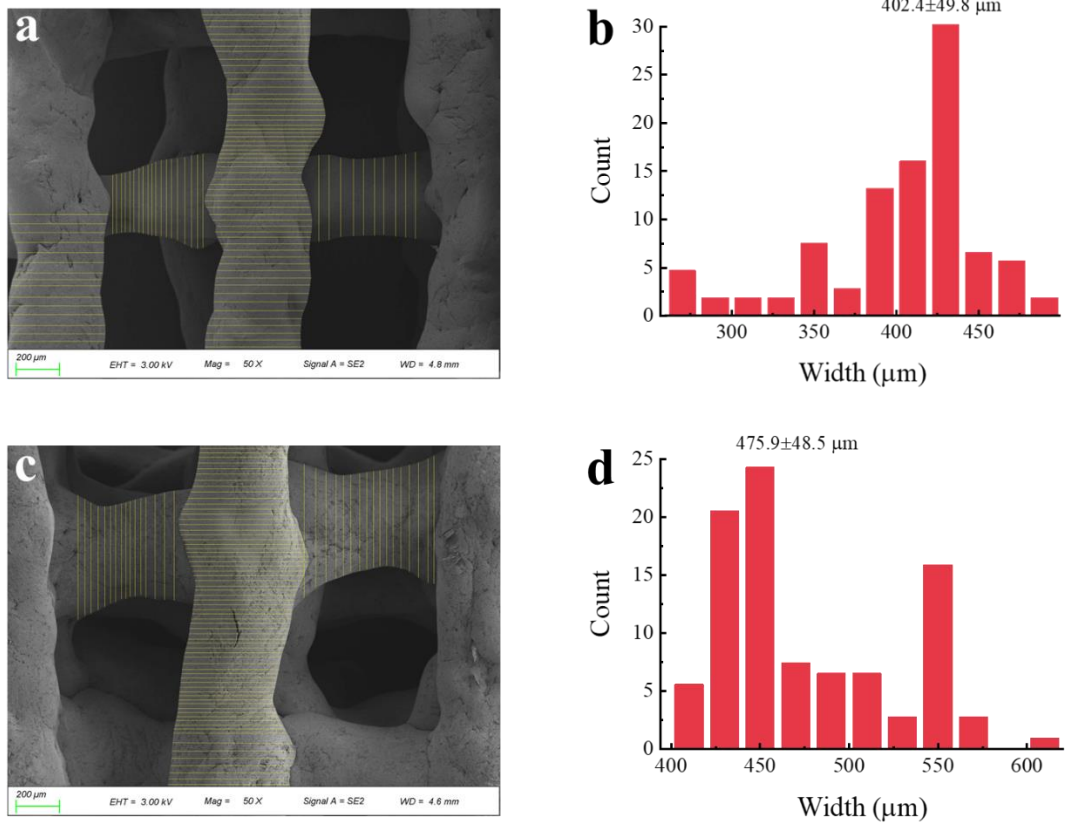 a
200 µm
EHT = 3.00 kV Mag = 50 X Signal A = SE2 WD = 4.8 mm
b
402.4±49.8 µm
30
25
20
15
10
5
0
Count
300 350 400 450
Width (µm)
c
200 µm
EHT = 3.00 kV Mag = 50 X Signal A = SE2 WD = 4.6 mm
d
475.9±48.5 µm
25
20
15
10
5
0
Count
400 450 500 550 600
Width (µm)